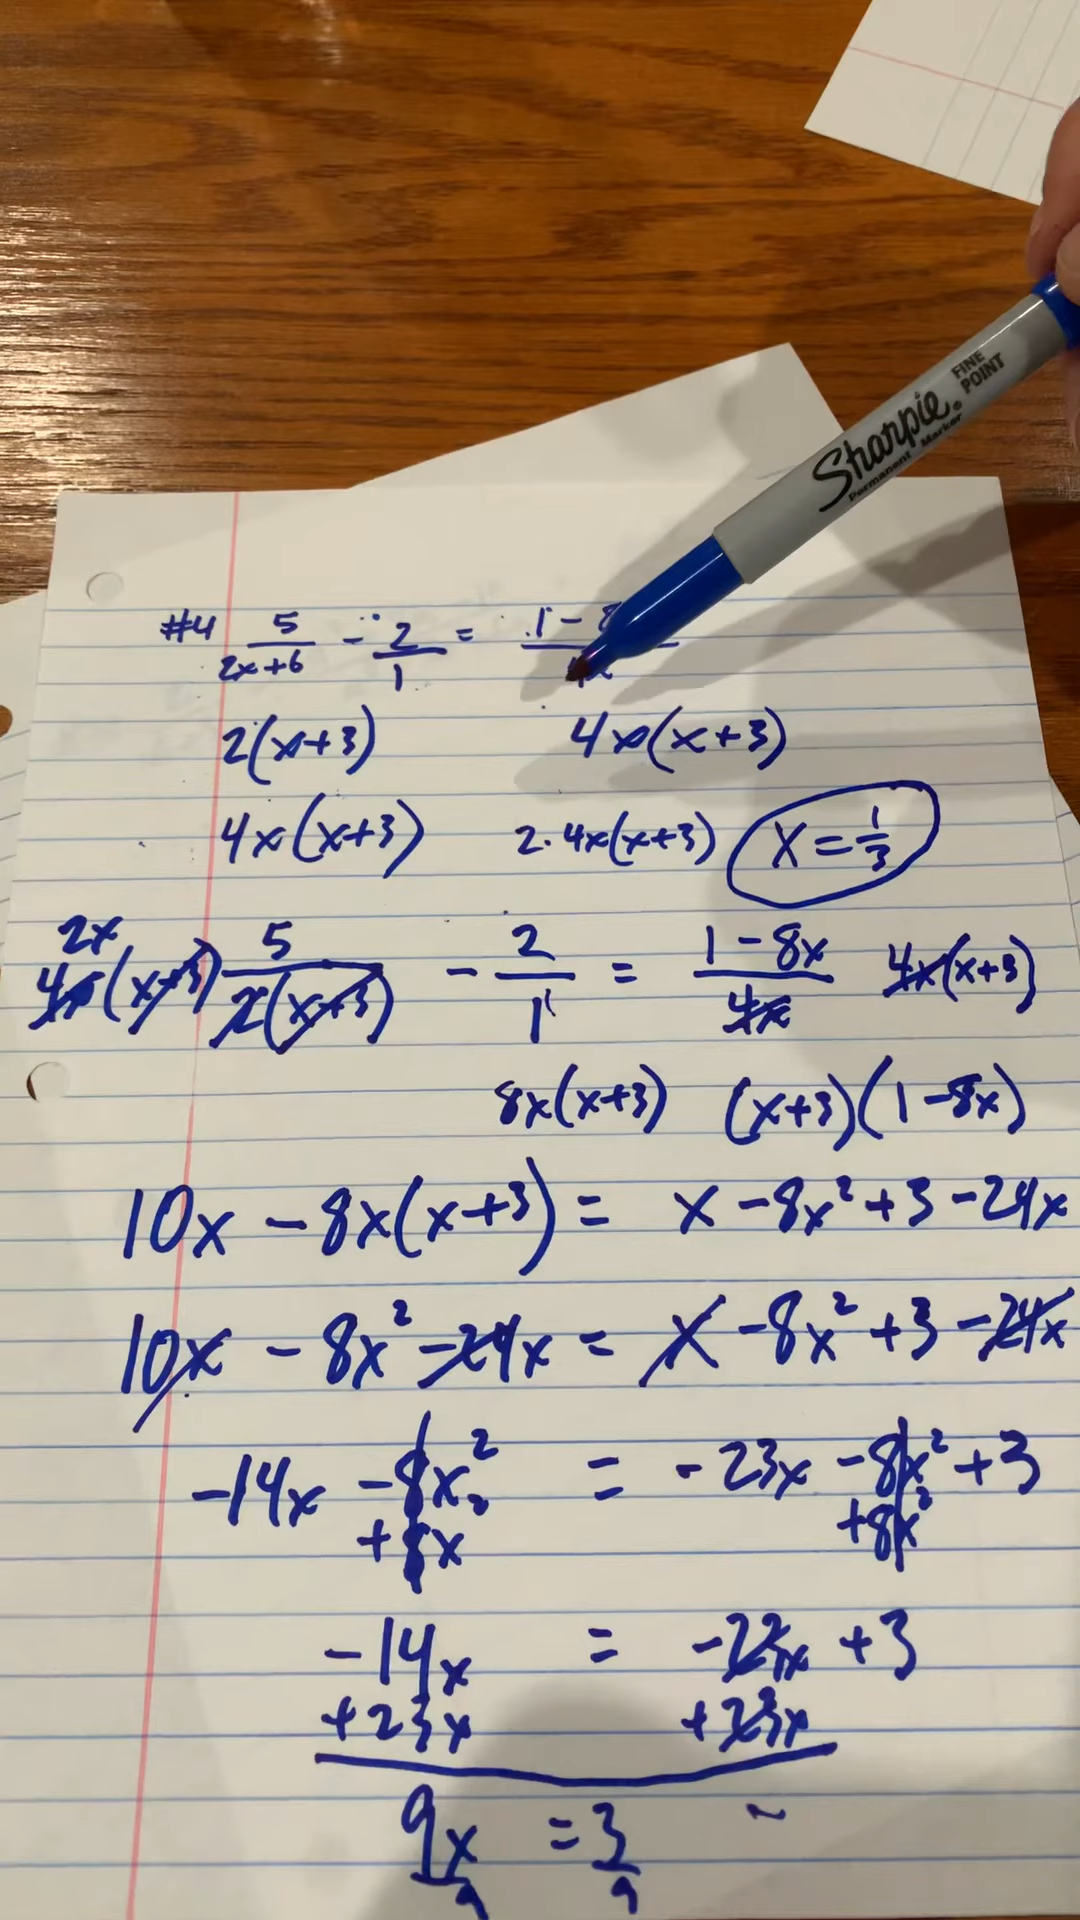 Sharpie.
FINE POINT
Permanent Marker
#4 5/(2x+6) - 2/1 = 1-8
2(x+3) 4x(x+3)
4x(x+3) 2·4x(x+3) x = 1/3
2x
4x(x+3) 5/(2(x+3)) - 2/1 = (1-8x)/(4x) 4x(x+3)
8x(x+3) (x+3)(1-8x)
10x - 8x(x+3) = x - 8x² + 3 - 24x
10x - 8x² - 24x = x - 8x² + 3 - 24x
-14x - 8x² = -23x - 8x² + 3
+8x² +8x²
-14x = -23x + 3
+23x +23x
9x/9 = 3/9